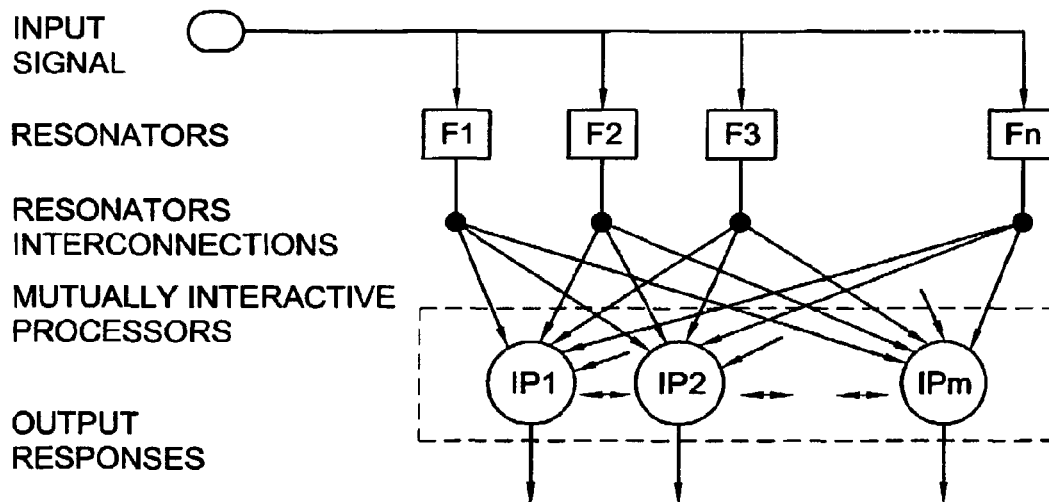 INPUT
SIGNAL
RESONATORS
F1 F2 F3 Fn
RESONATORS
INTERCONNECTIONS
MUTUALLY INTERACTIVE
PROCESSORS
IP1 IP2 IPm
OUTPUT
RESPONSES